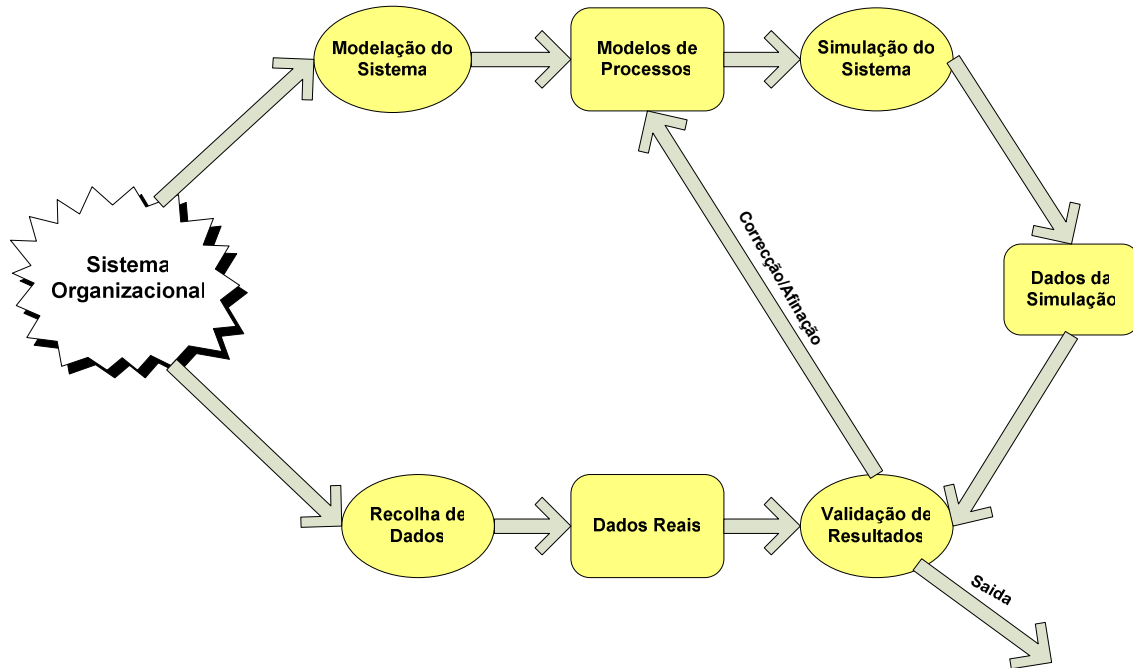 Modelação do
Sistema
Modelos de
Processos
Simulação do
Sistema
Sistema
Organizacional
Correcção/Afinação
Dados da
Simulação
Recolha de
Dados
Dados Reais
Validação de
Resultados
Saida